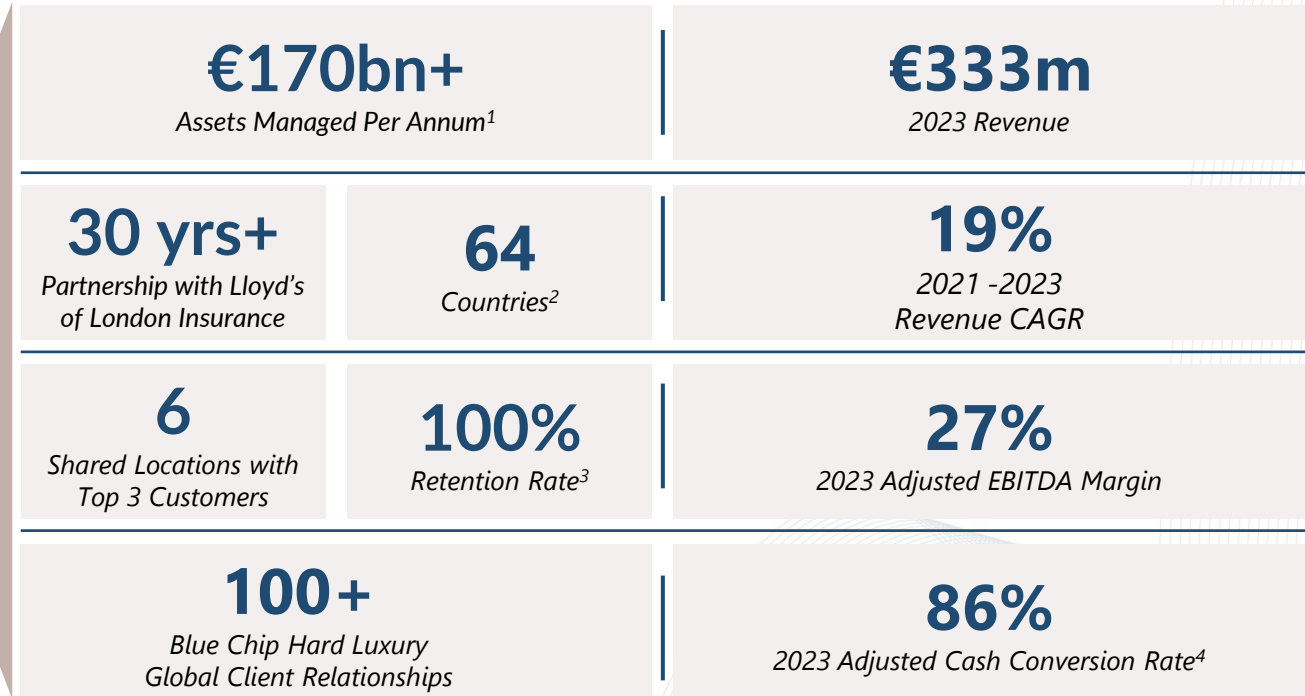 €170bn+
Assets Managed Per Annum¹
€333m
2023 Revenue
30 yrs+
Partnership with Lloyd’s
of London Insurance
64
Countries²
19%
2021 -2023
Revenue CAGR
6
Shared Locations with
Top 3 Customers
100%
Retention Rate³
27%
2023 Adjusted EBITDA Margin
100+
Blue Chip Hard Luxury
Global Client Relationships
86%
2023 Adjusted Cash Conversion Rate⁴